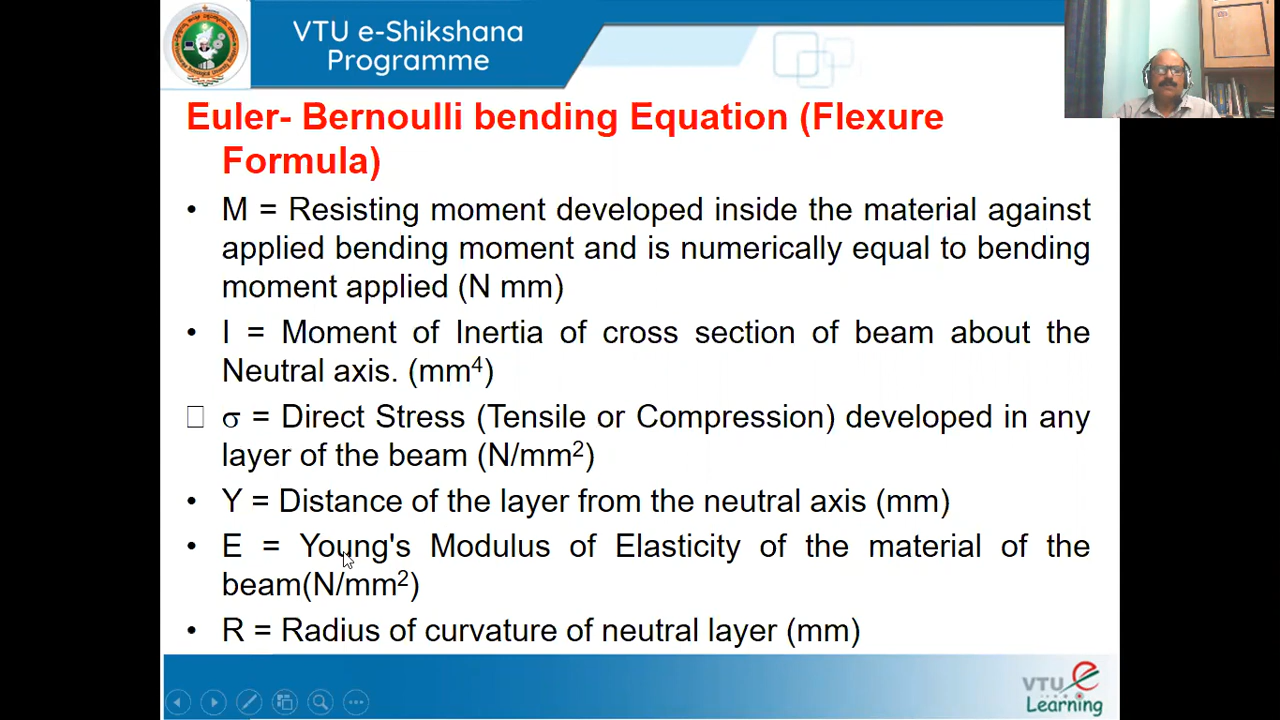 VTU e-Shikshana
Programme
Euler- Bernoulli bending Equation (Flexure
Formula)
• M = Resisting moment developed inside the material against
applied bending moment and is numerically equal to bending
moment applied (N mm)
• I = Moment of Inertia of cross section of beam about the
Neutral axis. (mm⁴)
□ σ = Direct Stress (Tensile or Compression) developed in any
layer of the beam (N/mm²)
• Y = Distance of the layer from the neutral axis (mm)
• E = Young's Modulus of Elasticity of the material of the
beam(N/mm²)
• R = Radius of curvature of neutral layer (mm)
VTU e
Learning